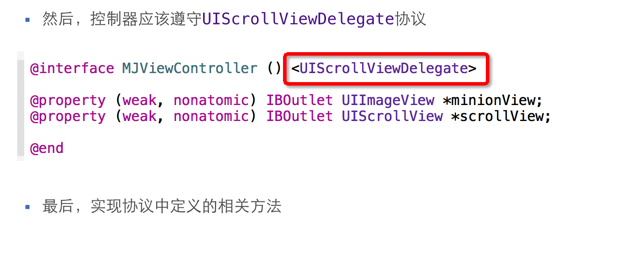 然后，控制器应该遵守UIScrollViewDelegate协议
@interface MJViewController () <UIScrollViewDelegate>
@property (weak, nonatomic) IBOutlet UIImageView *minionView;
@property (weak, nonatomic) IBOutlet UIScrollView *scrollView;
@end
最后，实现协议中定义的相关方法